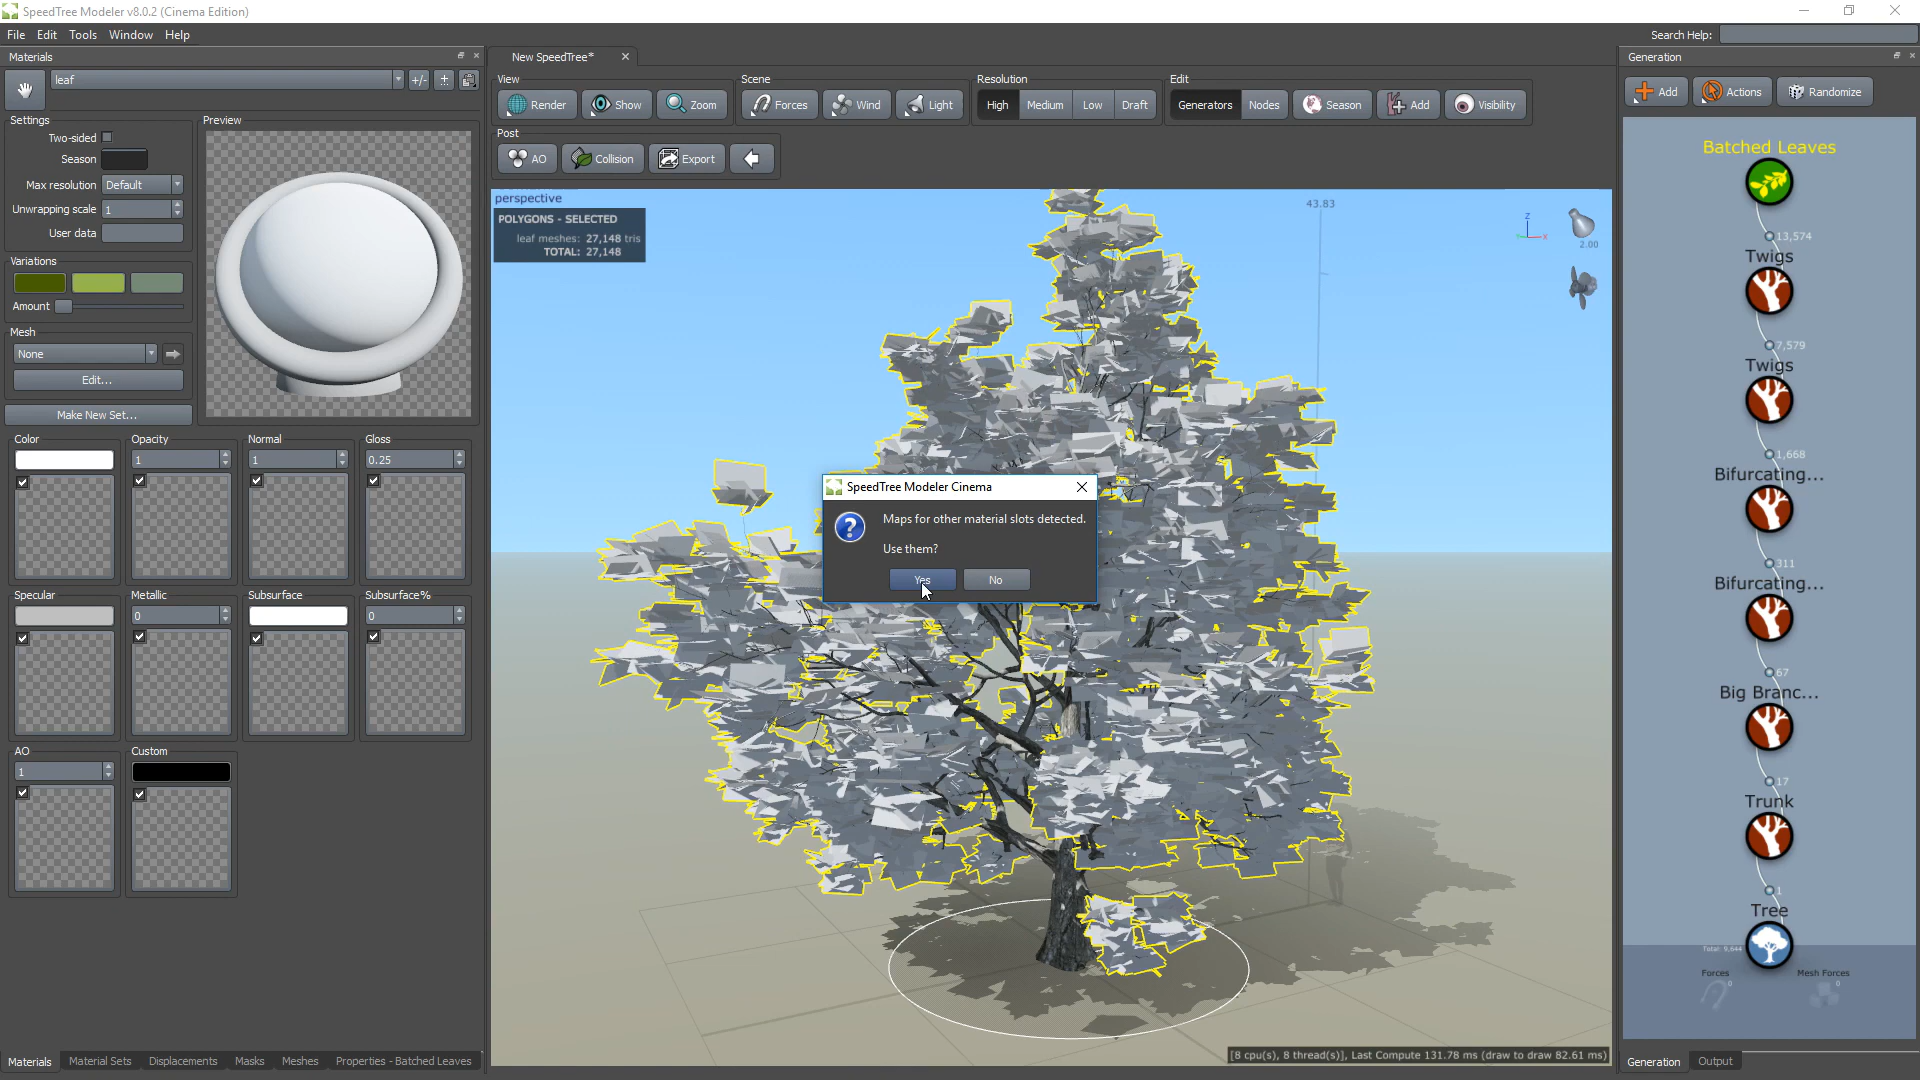 SpeedTree Modeler v8.0.2 (Cinema Edition)
File Edit Tools Window Help
Search Help:
Materials
leaf
+/-
Settings
Two-sided
Season
Max resolution Default
Unwrapping scale 1
User data
Variations
Amount
Mesh
None
Edit...
Make New Set...
Preview
Color
Opacity
1
Normal
1
Gloss
0.25
Specular
Metallic
0
Subsurface
Subsurface%
0
AO
1
Custom
Materials Material Sets Displacements Masks Meshes Properties - Batched Leaves
New SpeedTree*
View
Render Show Zoom
Scene
Forces Wind Light
Resolution
High Medium Low Draft
Edit
Generators Nodes Season Add Visibility
Post
AO Collision Export
perspective
POLYGONS - SELECTED
leaf meshes: 27,148 tris
TOTAL: 27,148
43.83
Z
Y
X
2.00
SpeedTree Modeler Cinema
Maps for other material slots detected.
Use them?
Yes No
[8 cpu(s), 8 thread(s)], Last Compute 131.78 ms (draw to draw 82.61 ms)
Generation
Add Actions Randomize
Batched Leaves
13,574
Twigs
7,579
Twigs
1,668
Bifurcating...
311
Bifurcating...
67
Big Branc...
17
Trunk
1
Tree
Total: 9,644
Forces
0
Mesh Forces
0
Generation Output